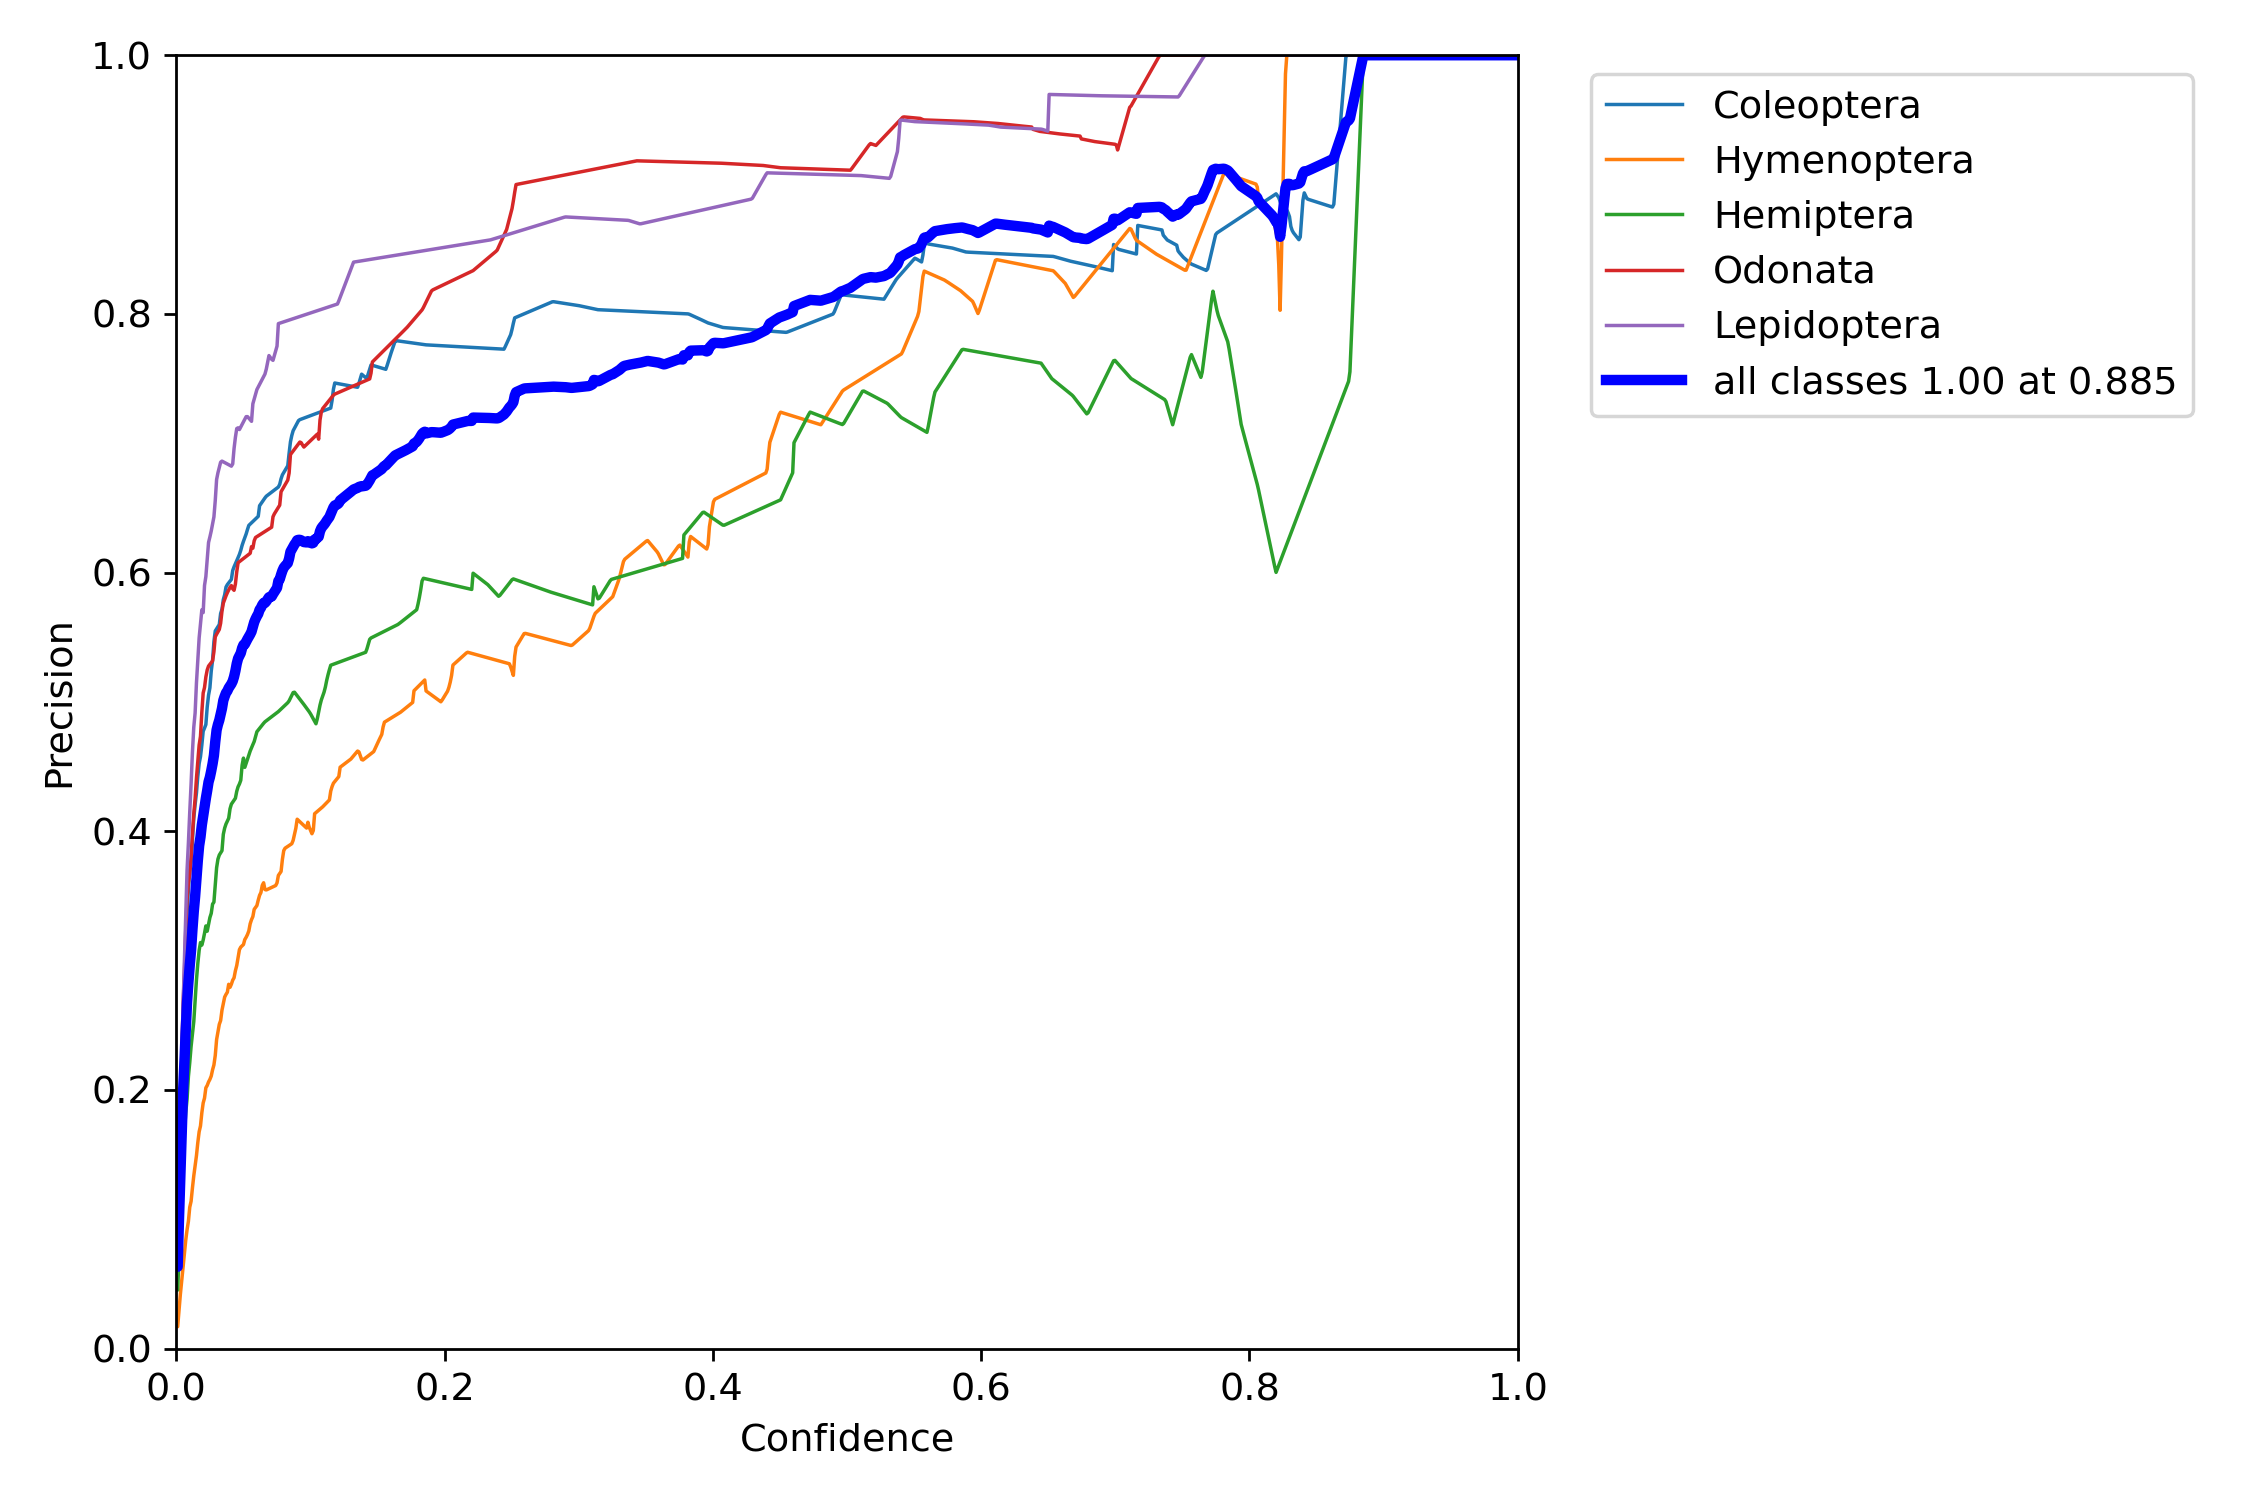 1.0
0.8
0.6
0.4
0.2
0.0
Precision
0.0 0.2 0.4 0.6 0.8 1.0
Confidence
Coleoptera
Hymenoptera
Hemiptera
Odonata
Lepidoptera
all classes 1.00 at 0.885